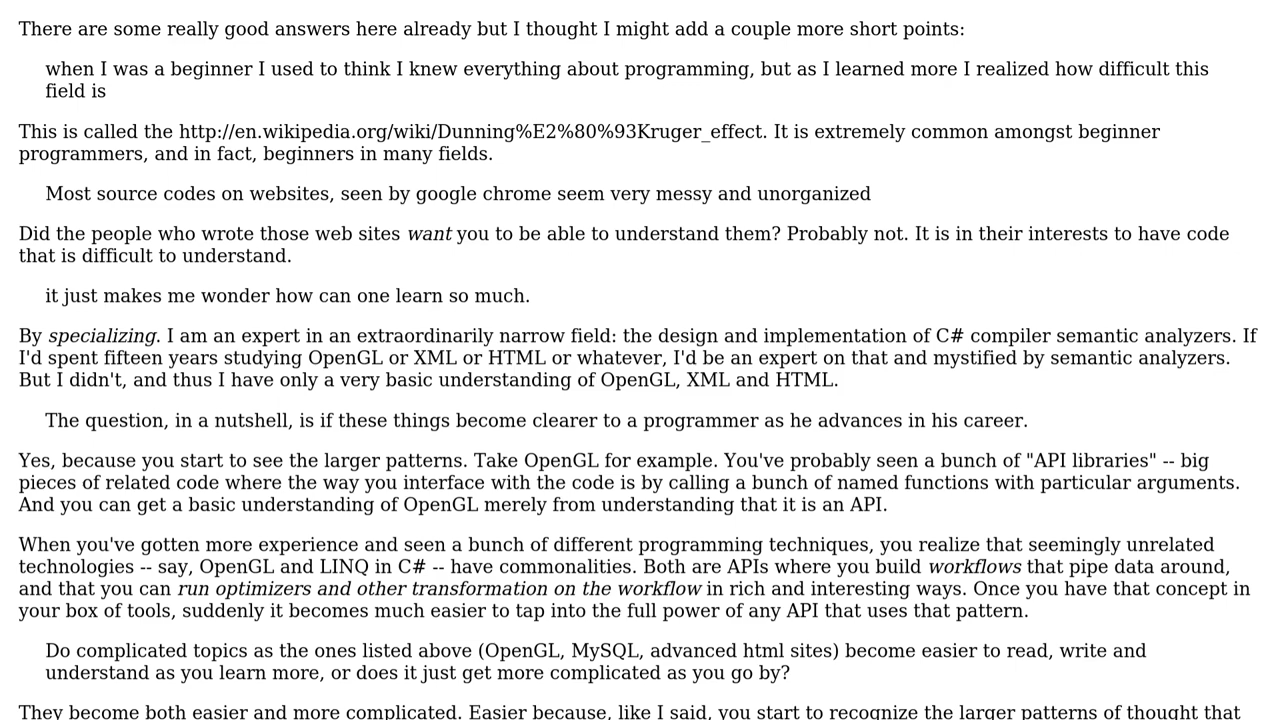 There are some really good answers here already but I thought I might add a couple more short points:
when I was a beginner I used to think I knew everything about programming, but as I learned more I realized how difficult this
field is
This is called the http://en.wikipedia.org/wiki/Dunning%E2%80%93Kruger_effect. It is extremely common amongst beginner
programmers, and in fact, beginners in many fields.
Most source codes on websites, seen by google chrome seem very messy and unorganized
Did the people who wrote those web sites want you to be able to understand them? Probably not. It is in their interests to have code
that is difficult to understand.
it just makes me wonder how can one learn so much.
By specializing. I am an expert in an extraordinarily narrow field: the design and implementation of C# compiler semantic analyzers. If
I'd spent fifteen years studying OpenGL or XML or HTML or whatever, I'd be an expert on that and mystified by semantic analyzers.
But I didn't, and thus I have only a very basic understanding of OpenGL, XML and HTML.
The question, in a nutshell, is if these things become clearer to a programmer as he advances in his career.
Yes, because you start to see the larger patterns. Take OpenGL for example. You've probably seen a bunch of "API libraries" -- big
pieces of related code where the way you interface with the code is by calling a bunch of named functions with particular arguments.
And you can get a basic understanding of OpenGL merely from understanding that it is an API.
When you've gotten more experience and seen a bunch of different programming techniques, you realize that seemingly unrelated
technologies -- say, OpenGL and LINQ in C# -- have commonalities. Both are APIs where you build workflows that pipe data around,
and that you can run optimizers and other transformation on the workflow in rich and interesting ways. Once you have that concept in
your box of tools, suddenly it becomes much easier to tap into the full power of any API that uses that pattern.
Do complicated topics as the ones listed above (OpenGL, MySQL, advanced html sites) become easier to read, write and
understand as you learn more, or does it just get more complicated as you go by?
They become both easier and more complicated. Easier because, like I said, you start to recognize the larger patterns of thought that